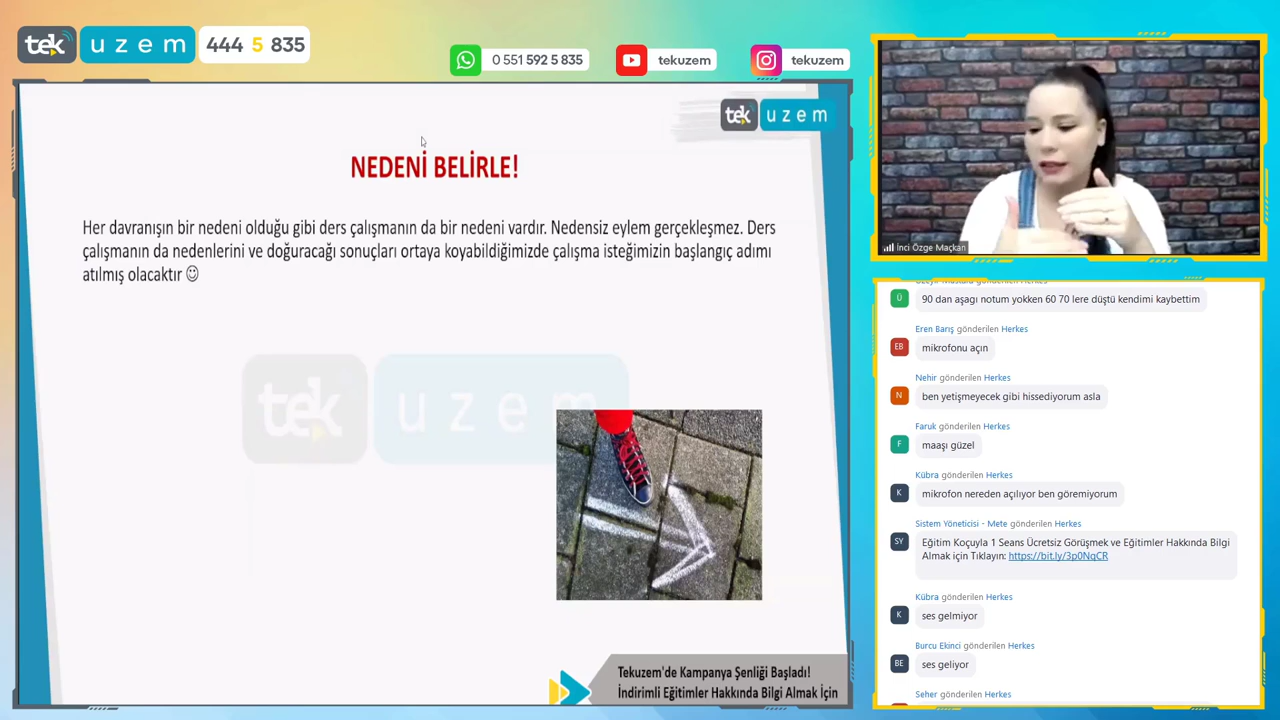 tek uzem 444 5 835
0 551 592 5 835
tekuzem
tekuzem
tek uzem
NEDENİ BELİRLE!
Her davranışın bir nedeni olduğu gibi ders çalışmanın da bir nedeni vardır. Nedensiz eylem gerçekleşmez. Ders
çalışmanın da nedenlerini ve doğuracağı sonuçları ortaya koyabildiğimizde çalışma isteğimizin başlangıç adımı
atılmış olacaktır ☺
tek uzem
Tekuzem'de Kampanya Şenliği Başladı!
İndirimli Eğitimler Hakkında Bilgi Almak İçin
İnci Özge Maçkan
Ü
90 dan aşagı notum yokken 60 70 lere düştü kendimi kaybettim
Eren Barış gönderilen Herkes
EB
mikrofonu açın
Nehir gönderilen Herkes
N
ben yetişmeyecek gibi hissediyorum asla
Faruk gönderilen Herkes
F
maaşı güzel
Kübra gönderilen Herkes
K
mikrofon nereden açılıyor ben göremiyorum
Sistem Yöneticisi - Mete gönderilen Herkes
SY
Eğitim Koçuyla 1 Seans Ücretsiz Görüşmek ve Eğitimler Hakkında Bilgi
Almak için Tıklayın: https://bit.ly/3p0NqCR
Kübra gönderilen Herkes
K
ses gelmiyor
Burcu Ekinci gönderilen Herkes
BE
ses geliyor
Seher gönderilen Herkes